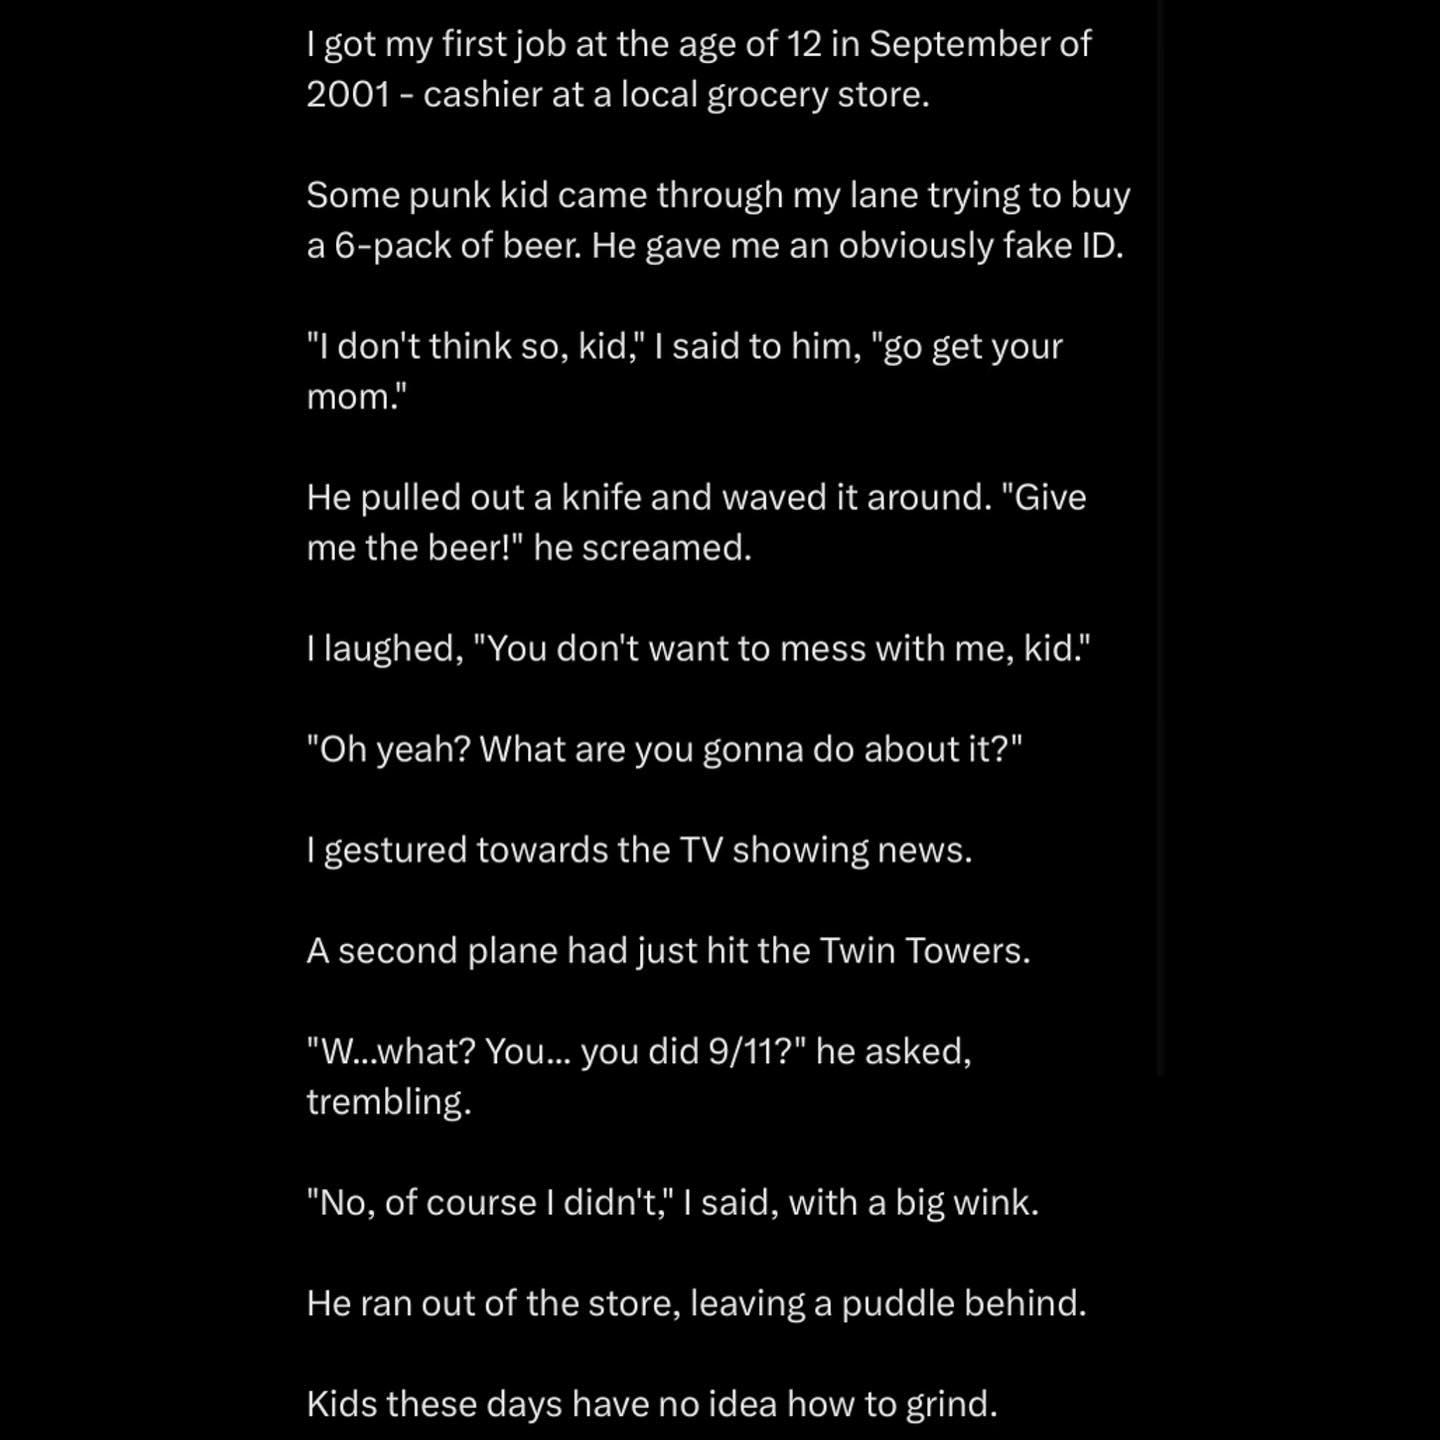 I got my first job at the age of 12 in September of
2001 - cashier at a local grocery store.
Some punk kid came through my lane trying to buy
a 6-pack of beer. He gave me an obviously fake ID.
"I don't think so, kid," I said to him, "go get your
mom."
He pulled out a knife and waved it around. "Give
me the beer!" he screamed.
I laughed, "You don't want to mess with me, kid."
"Oh yeah? What are you gonna do about it?"
I gestured towards the TV showing news.
A second plane had just hit the Twin Towers.
"W...what? You... you did 9/11?" he asked,
trembling.
"No, of course I didn't," I said, with a big wink.
He ran out of the store, leaving a puddle behind.
Kids these days have no idea how to grind.